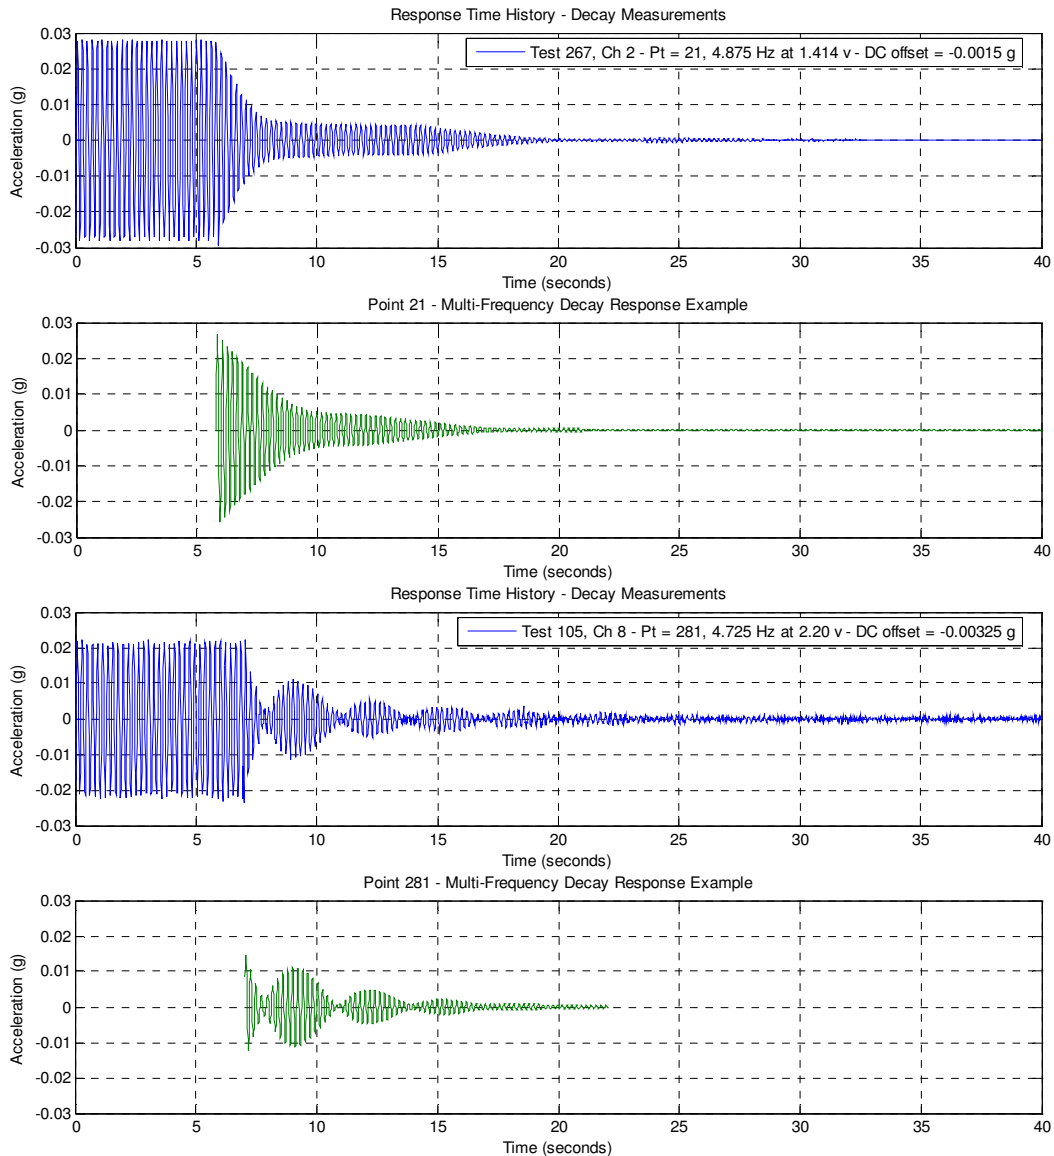 Response Time History - Decay Measurements
Test 267, Ch 2 - Pt = 21, 4.875 Hz at 1.414 v - DC offset = -0.0015 g
0.03
0.02
0.01
0
-0.01
-0.02
-0.03
Acceleration (g)
0 5 10 15 20 25 30 35 40
Time (seconds)
Point 21 - Multi-Frequency Decay Response Example
0.03
0.02
0.01
0
-0.01
-0.02
-0.03
Acceleration (g)
0 5 10 15 20 25 30 35 40
Time (seconds)
Response Time History - Decay Measurements
Test 105, Ch 8 - Pt = 281, 4.725 Hz at 2.20 v - DC offset = -0.00325 g
0.03
0.02
0.01
0
-0.01
-0.02
-0.03
Acceleration (g)
0 5 10 15 20 25 30 35 40
Time (seconds)
Point 281 - Multi-Frequency Decay Response Example
0.03
0.02
0.01
0
-0.01
-0.02
-0.03
Acceleration (g)
0 5 10 15 20 25 30 35 40
Time (seconds)